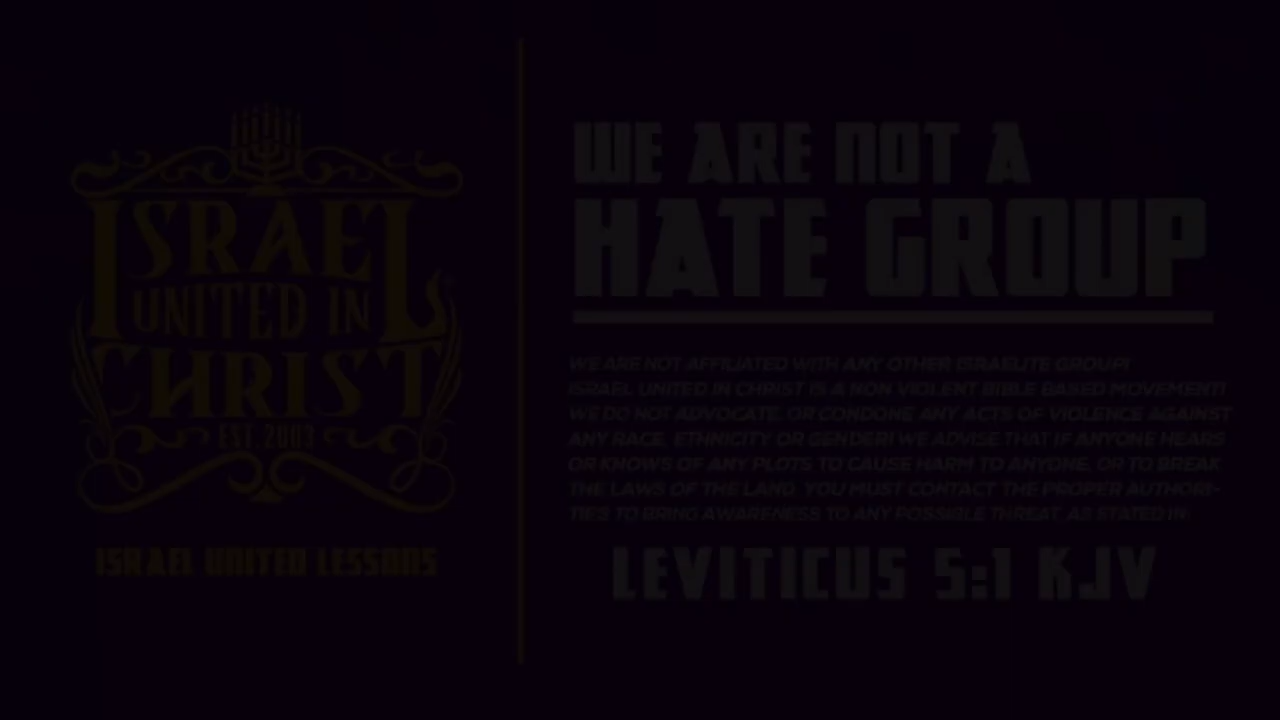 ISRAEL
UNITED IN
CHRIST
EST. 2003
ISRAEL UNITED LESSONS
WE ARE NOT A
HATE GROUP
WE ARE NOT AFFILIATED WITH ANY OTHER ISRAELITE GROUP!
ISRAEL UNITED IN CHRIST IS A NON VIOLENT BIBLE BASED MOVEMENT!
WE DO NOT ADVOCATE, OR CONDONE ANY ACTS OF VIOLENCE AGAINST
ANY RACE, ETHNICITY OR GENDER! WE ADVISE THAT IF ANYONE HEARS
OR KNOWS OF ANY PLOTS TO CAUSE HARM TO ANYONE, OR TO BREAK
THE LAWS OF THE LAND, YOU MUST CONTACT THE PROPER AUTHORI-
TIES TO BRING AWARENESS TO ANY POSSIBLE THREAT, AS STATED IN:
LEVITICUS 5:1 KJV